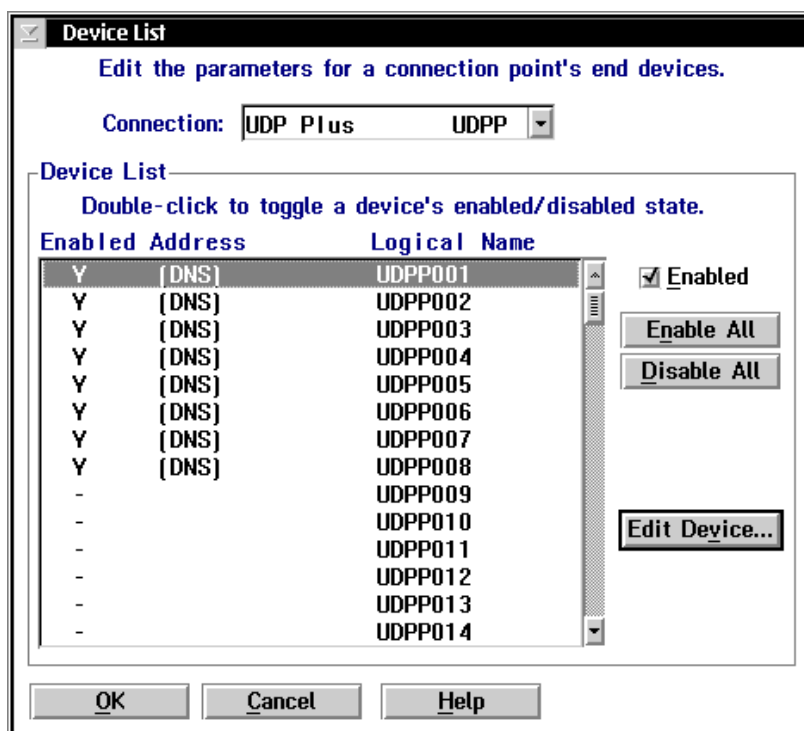 Device List
Edit the parameters for a connection point's end devices.
Connection: UDP Plus UDPP
Device List
Double-click to toggle a device's enabled/disabled state.
Enabled Address Logical Name
Y (DNS) UDPP001
Y (DNS) UDPP002
Y (DNS) UDPP003
Y (DNS) UDPP004
Y (DNS) UDPP005
Y (DNS) UDPP006
Y (DNS) UDPP007
Y (DNS) UDPP008
- UDPP009
- UDPP010
- UDPP011
- UDPP012
- UDPP013
- UDPP014
Enabled
Enable All
Disable All
Edit Device...
OK Cancel Help